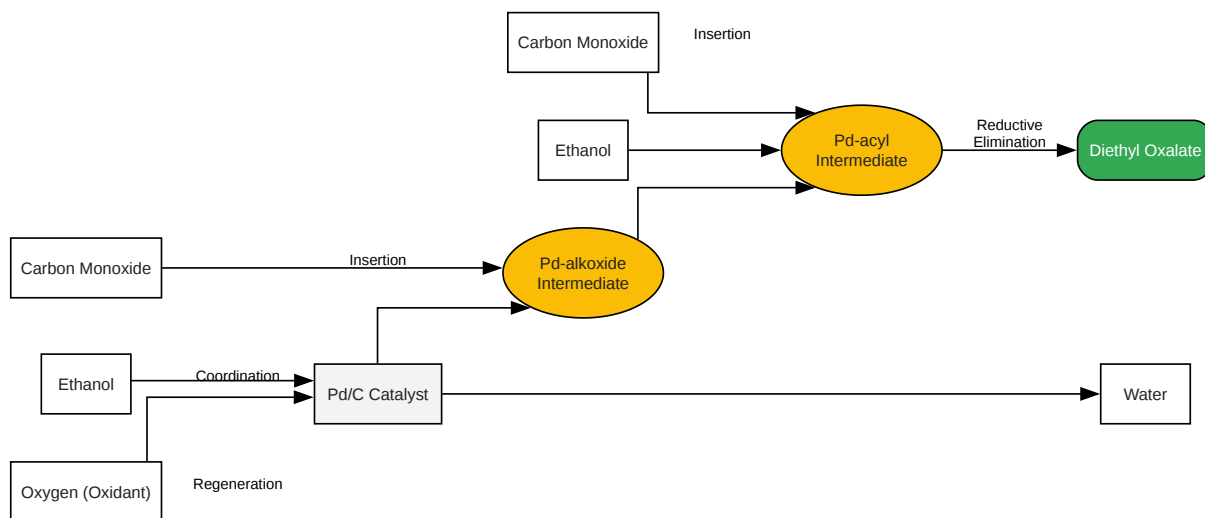 Carbon Monoxide
Insertion
Ethanol
Pd-acyl
Intermediate
Reductive
Elimination
Diethyl Oxalate
Carbon Monoxide
Insertion
Pd-alkoxide
Intermediate
Ethanol
Coordination
Pd/C Catalyst
Water
Oxygen (Oxidant)
Regeneration